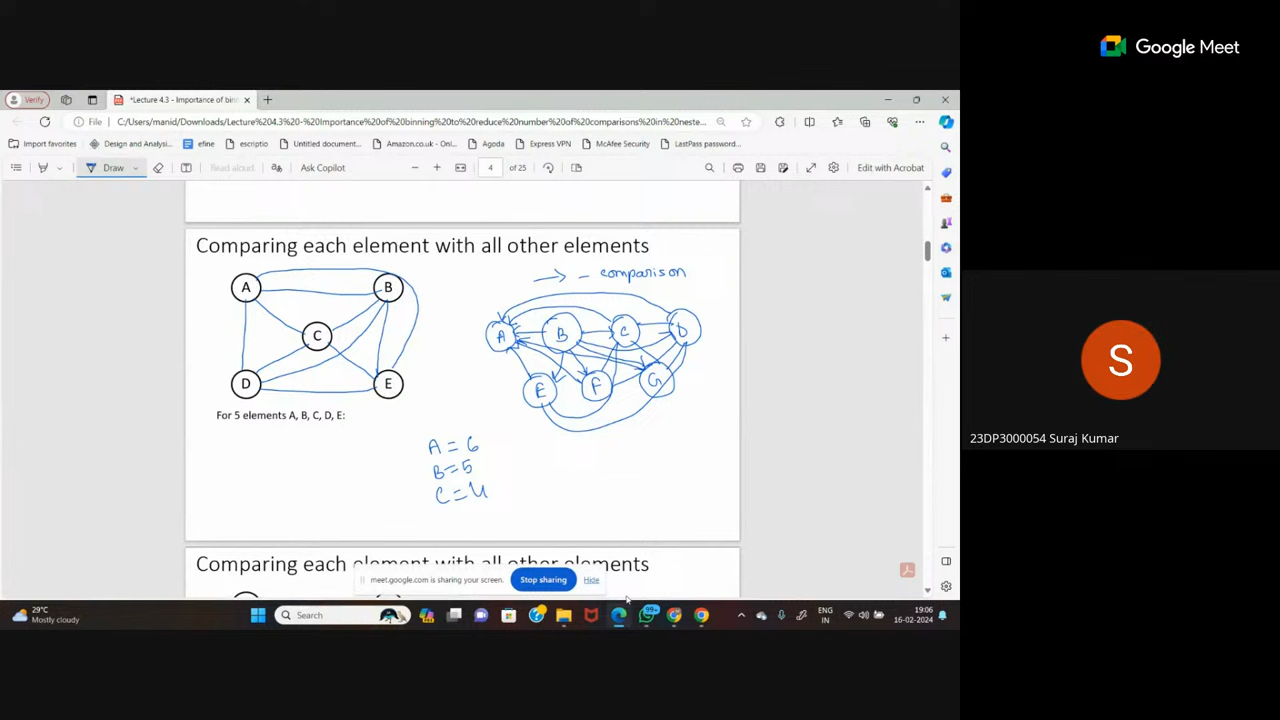 Google Meet
Verify
*Lecture 4.3 - Importance of binn
File
C:/Users/manid/Downloads/Lecture%204.3%20-%20Importance%20of%20binning%20to%20reduce%20number%20of%20comparisons%20in%20neste...
Import favorites
Design and Analysi...
efine
escriptio
Untitled document...
Amazon.co.uk - Onl...
Agoda
Express VPN
McAfee Security
LastPass password...
Draw
Read aloud
Ask Copilot
4
of 25
Edit with Acrobat
Comparing each element with all other elements
→ - comparison
A
B
C
D
E
A
B
C
D
E
F
G
For 5 elements A, B, C, D, E:
A = 6
B = 5
C = 4
S
23DP3000054 Suraj Kumar
Comparing each element with all other elements
meet.google.com is sharing your screen.
Stop sharing
Hide
29°C
Mostly cloudy
Search
99+
ENG
IN
19:06
16-02-2024